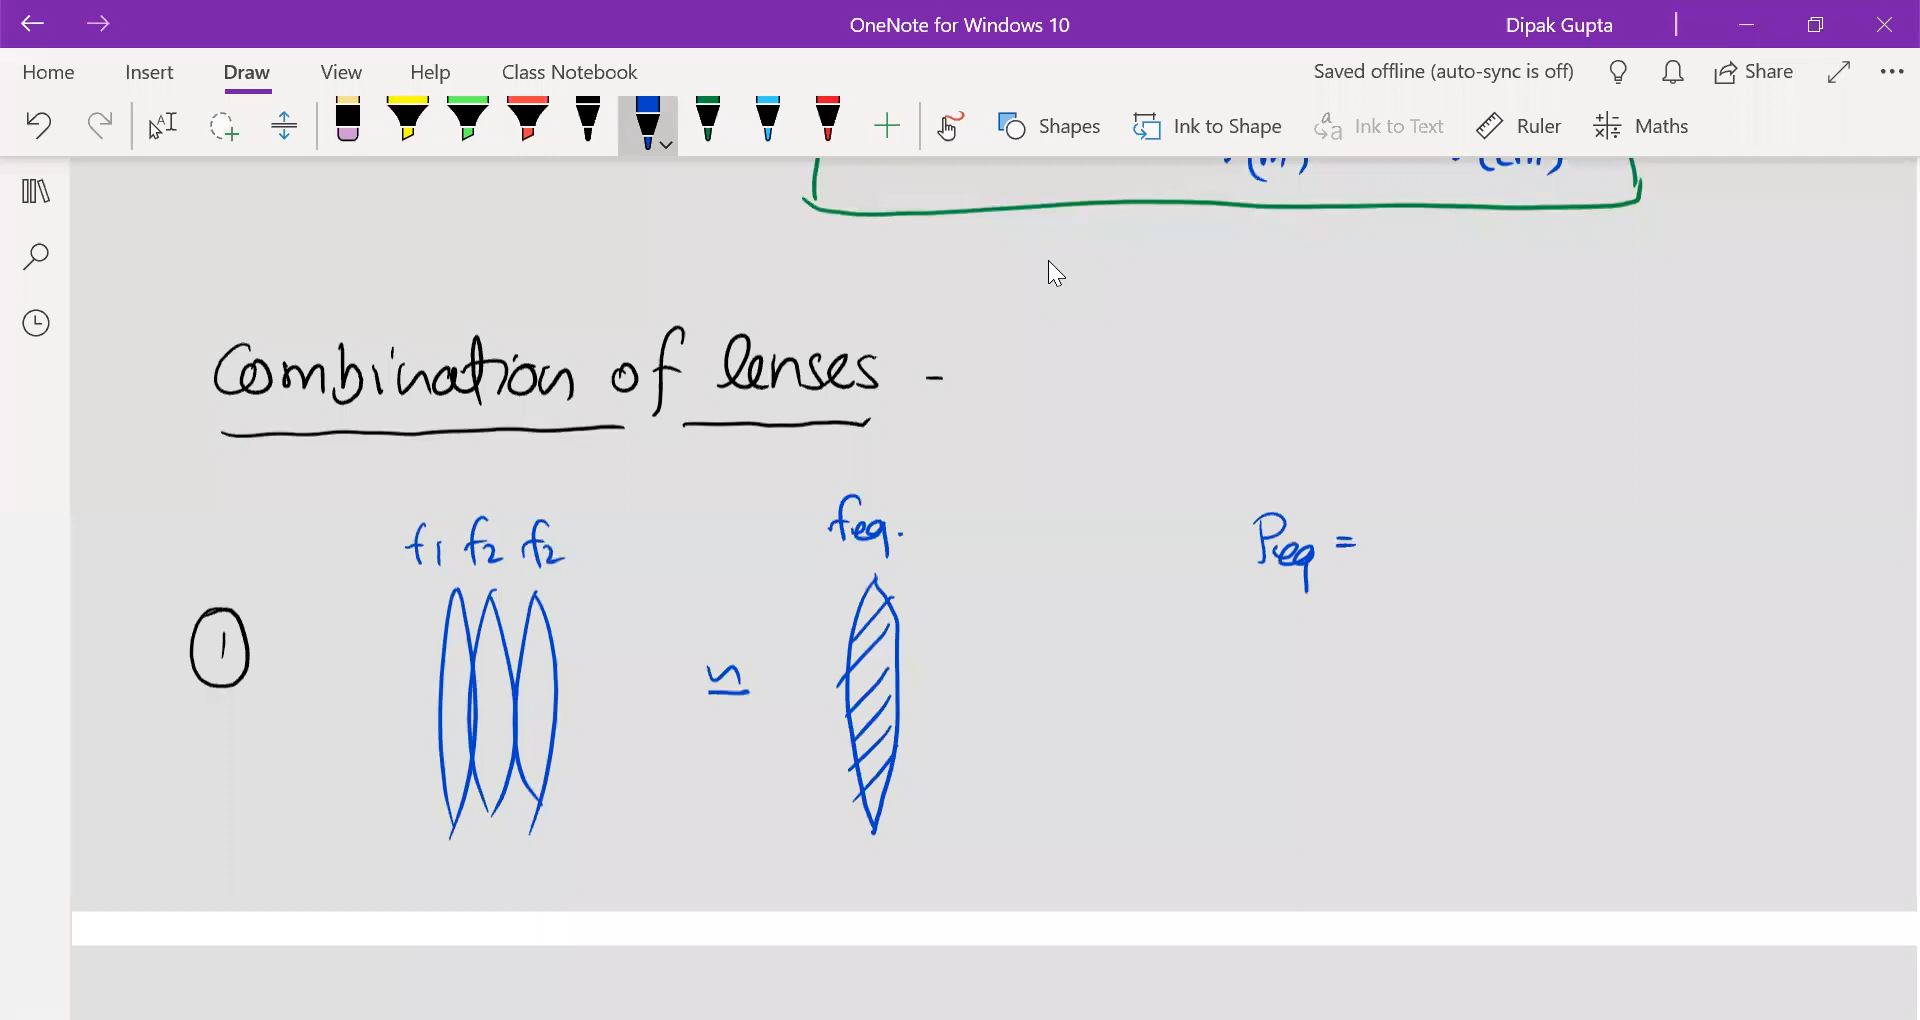 OneNote for Windows 10
Dipak Gupta
Home Insert Draw View Help Class Notebook
Saved offline (auto-sync is off) Share
Shapes Ink to Shape Ink to Text Ruler Maths
(m) (cm)
Combination of lenses -
f1 f2 f2 feq. Peq =
1 ≌